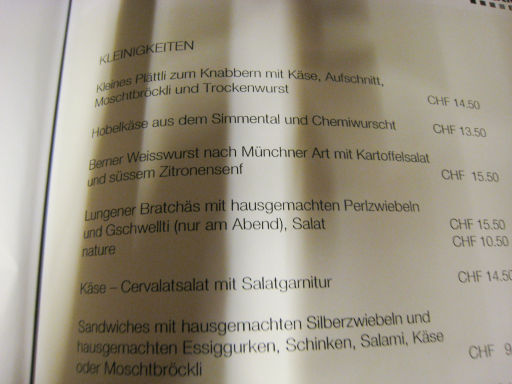 KLEINIGKEITEN
Kleines Plättli zum Knabbern mit Käse, Aufschnitt,
Moschtbröckli und Trockenwurst
CHF 14.50
Hobelkäse aus dem Simmental und Chemiwurscht
CHF 13.50
Berner Weisswurst nach Münchner Art mit Kartoffelsalat
und süssem Zitronensenf
CHF 15.50
Lungener Bratchäs mit hausgemachten Perlzwiebeln
und Gschwellti (nur am Abend), Salat
CHF 15.50
nature
CHF 10.50
Käse – Cervalatsalat mit Salatgarnitur
CHF 14.50
Sandwiches mit hausgemachten Silberzwiebeln und
hausgemachten Essiggurken, Schinken, Salami, Käse
oder Moschtbröckli
CHF 9